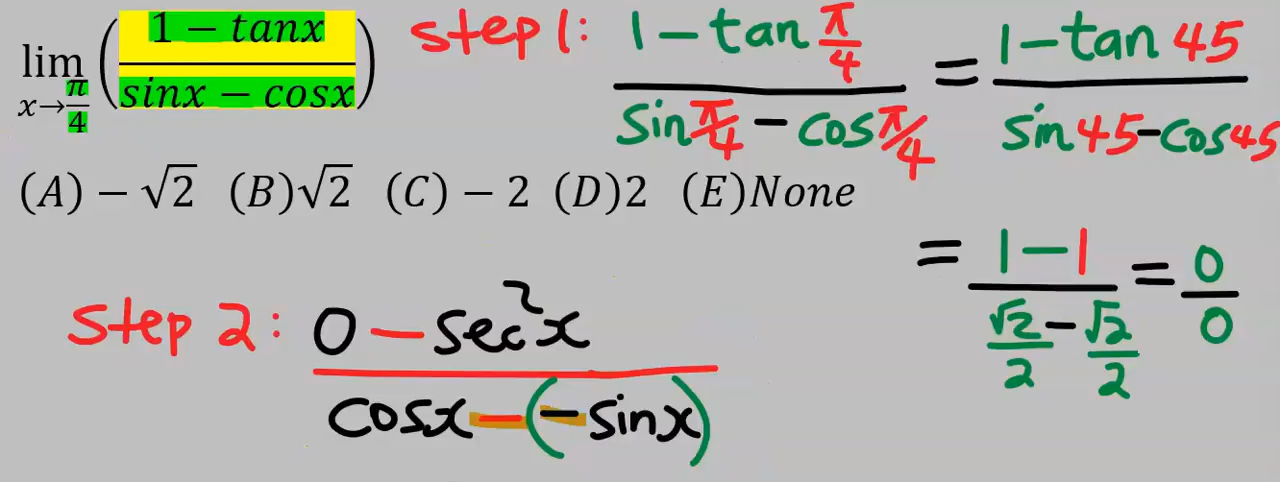 lim x→π/4 ( (1 − tanx) / (sinx − cosx) )
(A) − √2 (B)√2 (C) − 2 (D)2 (E)None
step 1: (1 − tan π/4) / (sin π/4 − cos π/4) = (1 − tan 45) / (sin 45 − cos 45)
= (1 − 1) / (√2/2 − √2/2) = 0/0
step 2: (0 − sec²x) / (cosx − (− sinx))